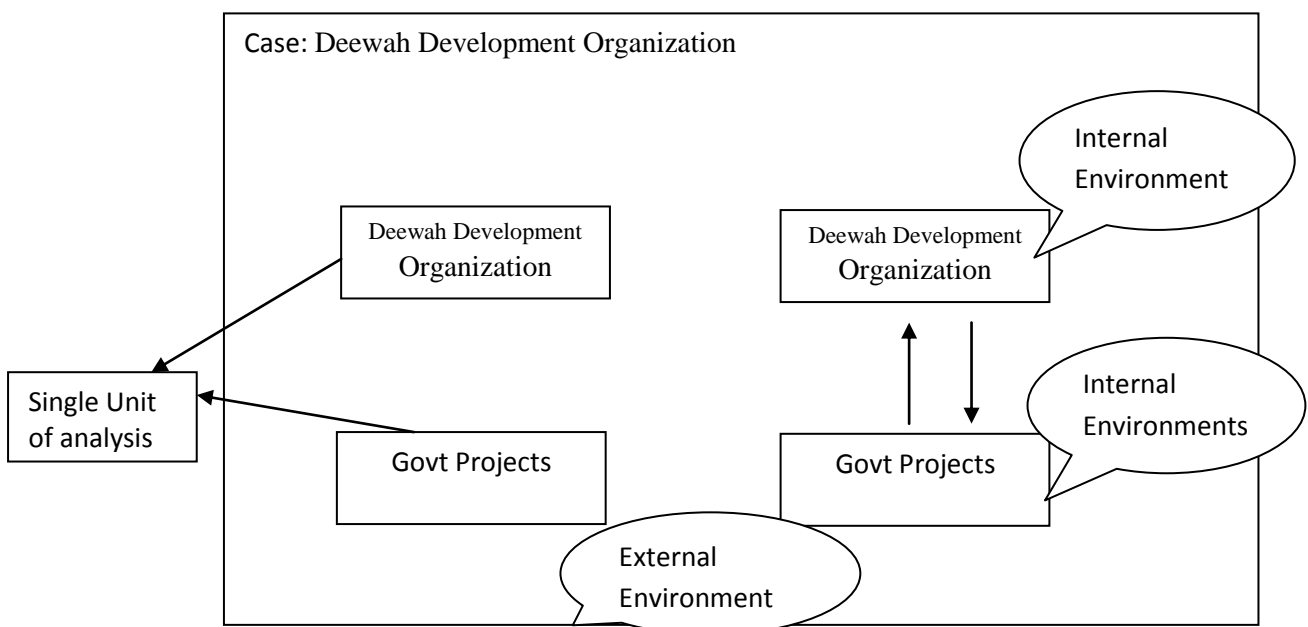 Case: Deewah Development Organization
Internal
Environment
Deewah Development
Organization
Deewah Development
Organization
Single Unit
of analysis
Internal
Environments
Govt Projects
Govt Projects
External
Environment